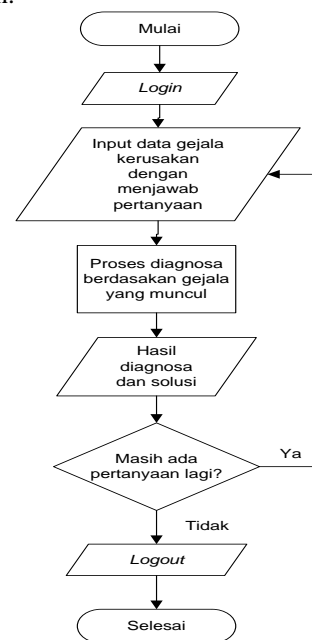 Mulai
Login
Input data gejala
kerusakan
dengan
menjawab
pertanyaan
Proses diagnosa
berdasakan gejala
yang muncul
Hasil
diagnosa
dan solusi
Masih ada
pertanyaan lagi?
Ya
Tidak
Logout
Selesai